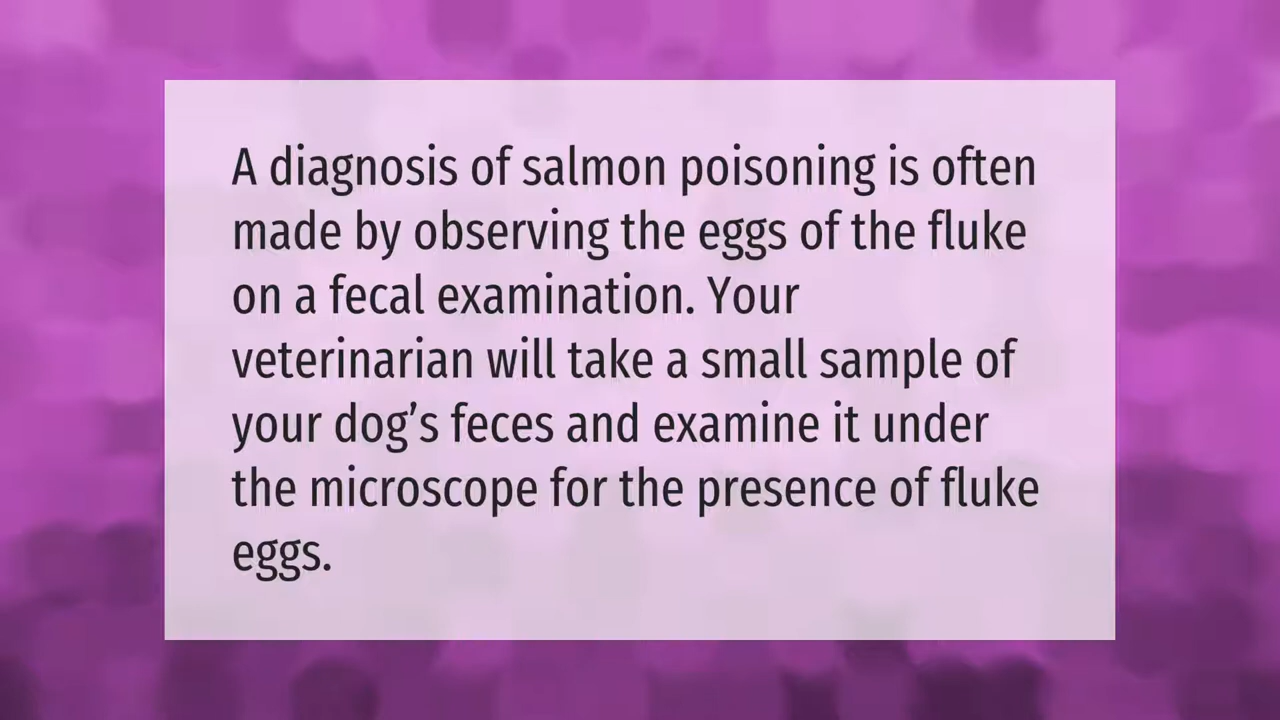 A diagnosis of salmon poisoning is often
made by observing the eggs of the fluke
on a fecal examination. Your
veterinarian will take a small sample of
your dog’s feces and examine it under
the microscope for the presence of fluke
eggs.